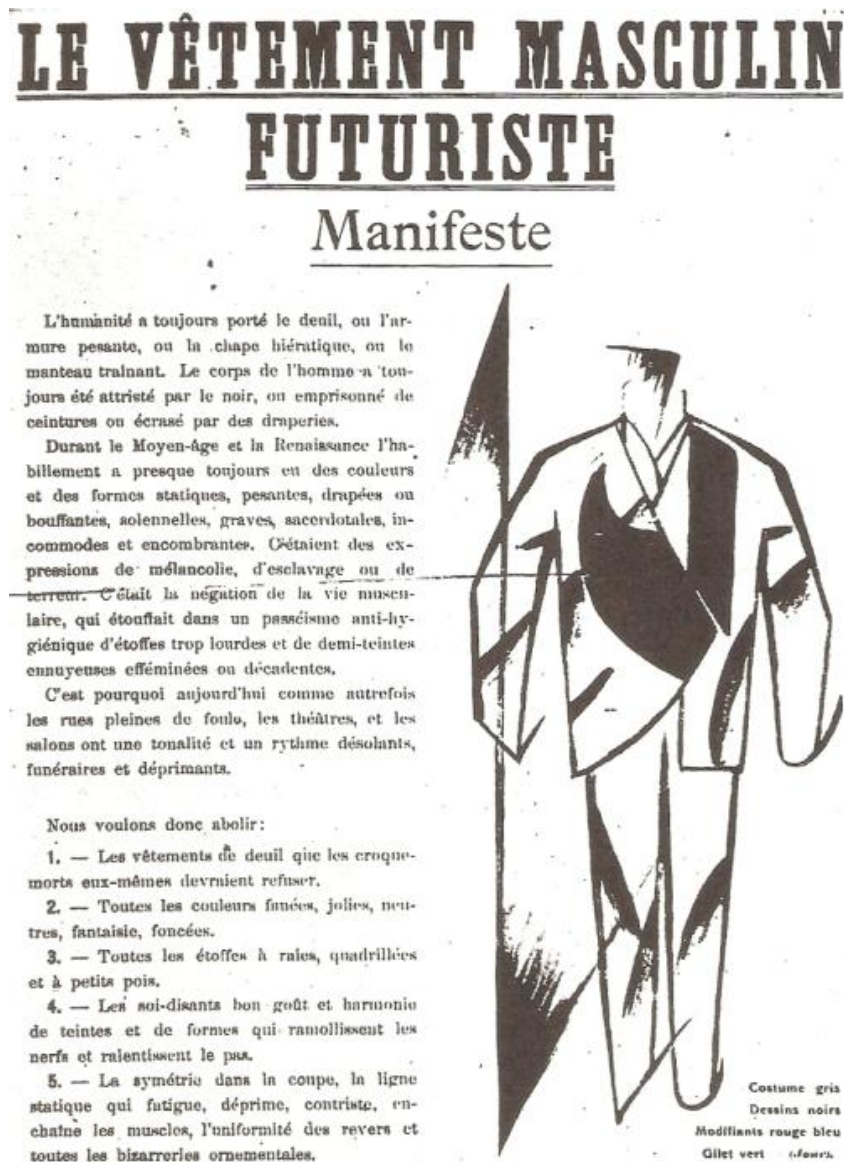 LE VÊTEMENT MASCULIN
FUTURISTE
Manifeste
L'humanité a toujours porté le deuil, ou l'ar-
mure pesante, ou la chape hiératique, ou le
manteau traînant. Le corps de l'homme a tou-
jours été attristé par le noir, ou emprisonné de
ceintures ou écrasé par des draperies.
Durant le Moyen-âge et la Renaissance l'ha-
billement a presque toujours eu des couleurs
et des formes statiques, pesantes, drapées ou
bouffantes, solennelles, graves, sacerdotales, in-
commodes et encombrantes. C'étaient des ex-
pressions de mélancolie, d'esclavage ou de
terreur. C'était la négation de la vie muscu-
laire, qui étouffait dans un passéisme anti-hy-
giénique d'étoffes trop lourdes et de demi-teintes
ennuyeuses efféminées ou décadentes.
C'est pourquoi aujourd'hui comme autrefois
les rues pleines de foule, les théâtres, et les
salons ont une tonalité et un rythme désolants,
funéraires et déprimants.
Nous voulons donc abolir:
1. — Les vêtements de deuil que les croque-
morts eux-mêmes devraient refuser.
2. — Toutes les couleurs fanées, jolies, neu-
tres, fantaisie, foncées.
3. — Toutes les étoffes à raies, quadrillées
et à petits pois.
4. — Les soi-disants bon goût et harmonie
de teintes et de formes qui ramollissent les
nerfs et ralentissent le pas.
5. — La symétrie dans la coupe, la ligne
statique qui fatigue, déprime, contriste, en-
chaîne les muscles, l'uniformité des revers et
toutes les bizarreries ornementales.
Costume gris
Dessins noirs
Modifiants rouge bleu
Gilet vert